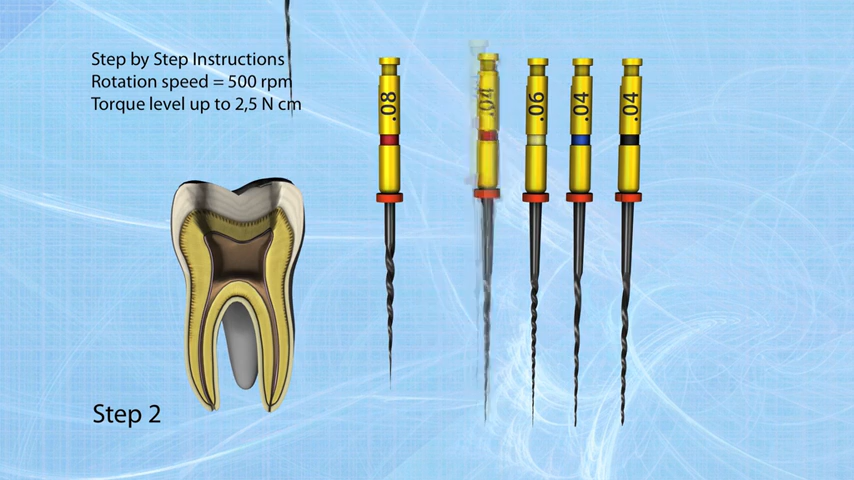 Step by Step Instructions
Rotation speed = 500 rpm
Torque level up to 2,5 N cm
.08
.04
.06
.04
.04
Step 2